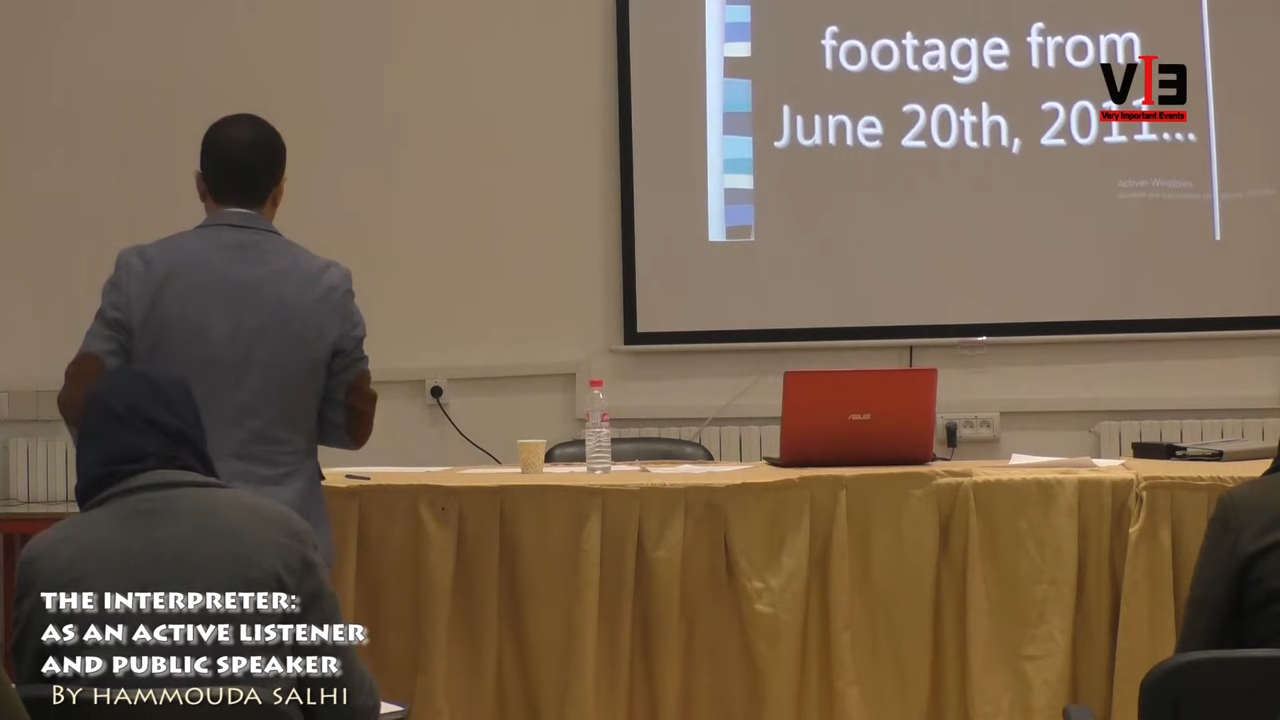 footage from
June 20th, 2011...
VIE
Very Important Events
Activer Windows
ASUS
THE INTERPRETER:
AS AN ACTIVE LISTENER
AND PUBLIC SPEAKER
BY HAMMOUDA SALHI